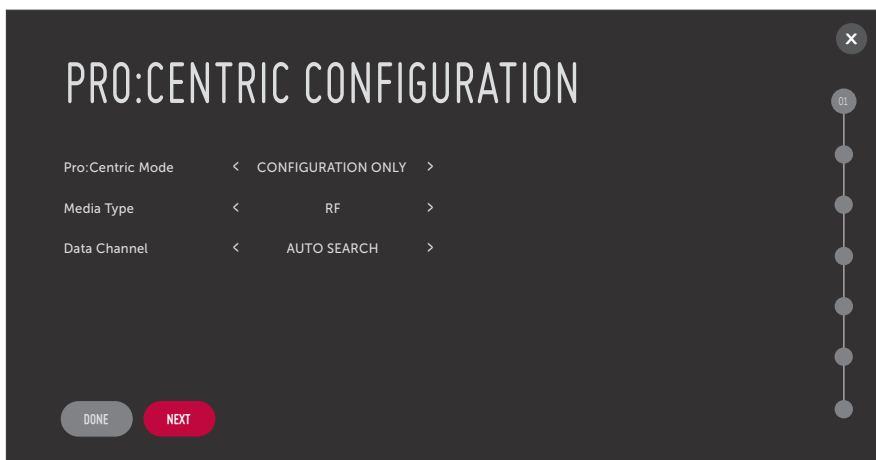 PRO:CENTRIC CONFIGURATION
01
Pro:Centric Mode < CONFIGURATION ONLY >
Media Type < RF >
Data Channel < AUTO SEARCH >
DONE NEXT